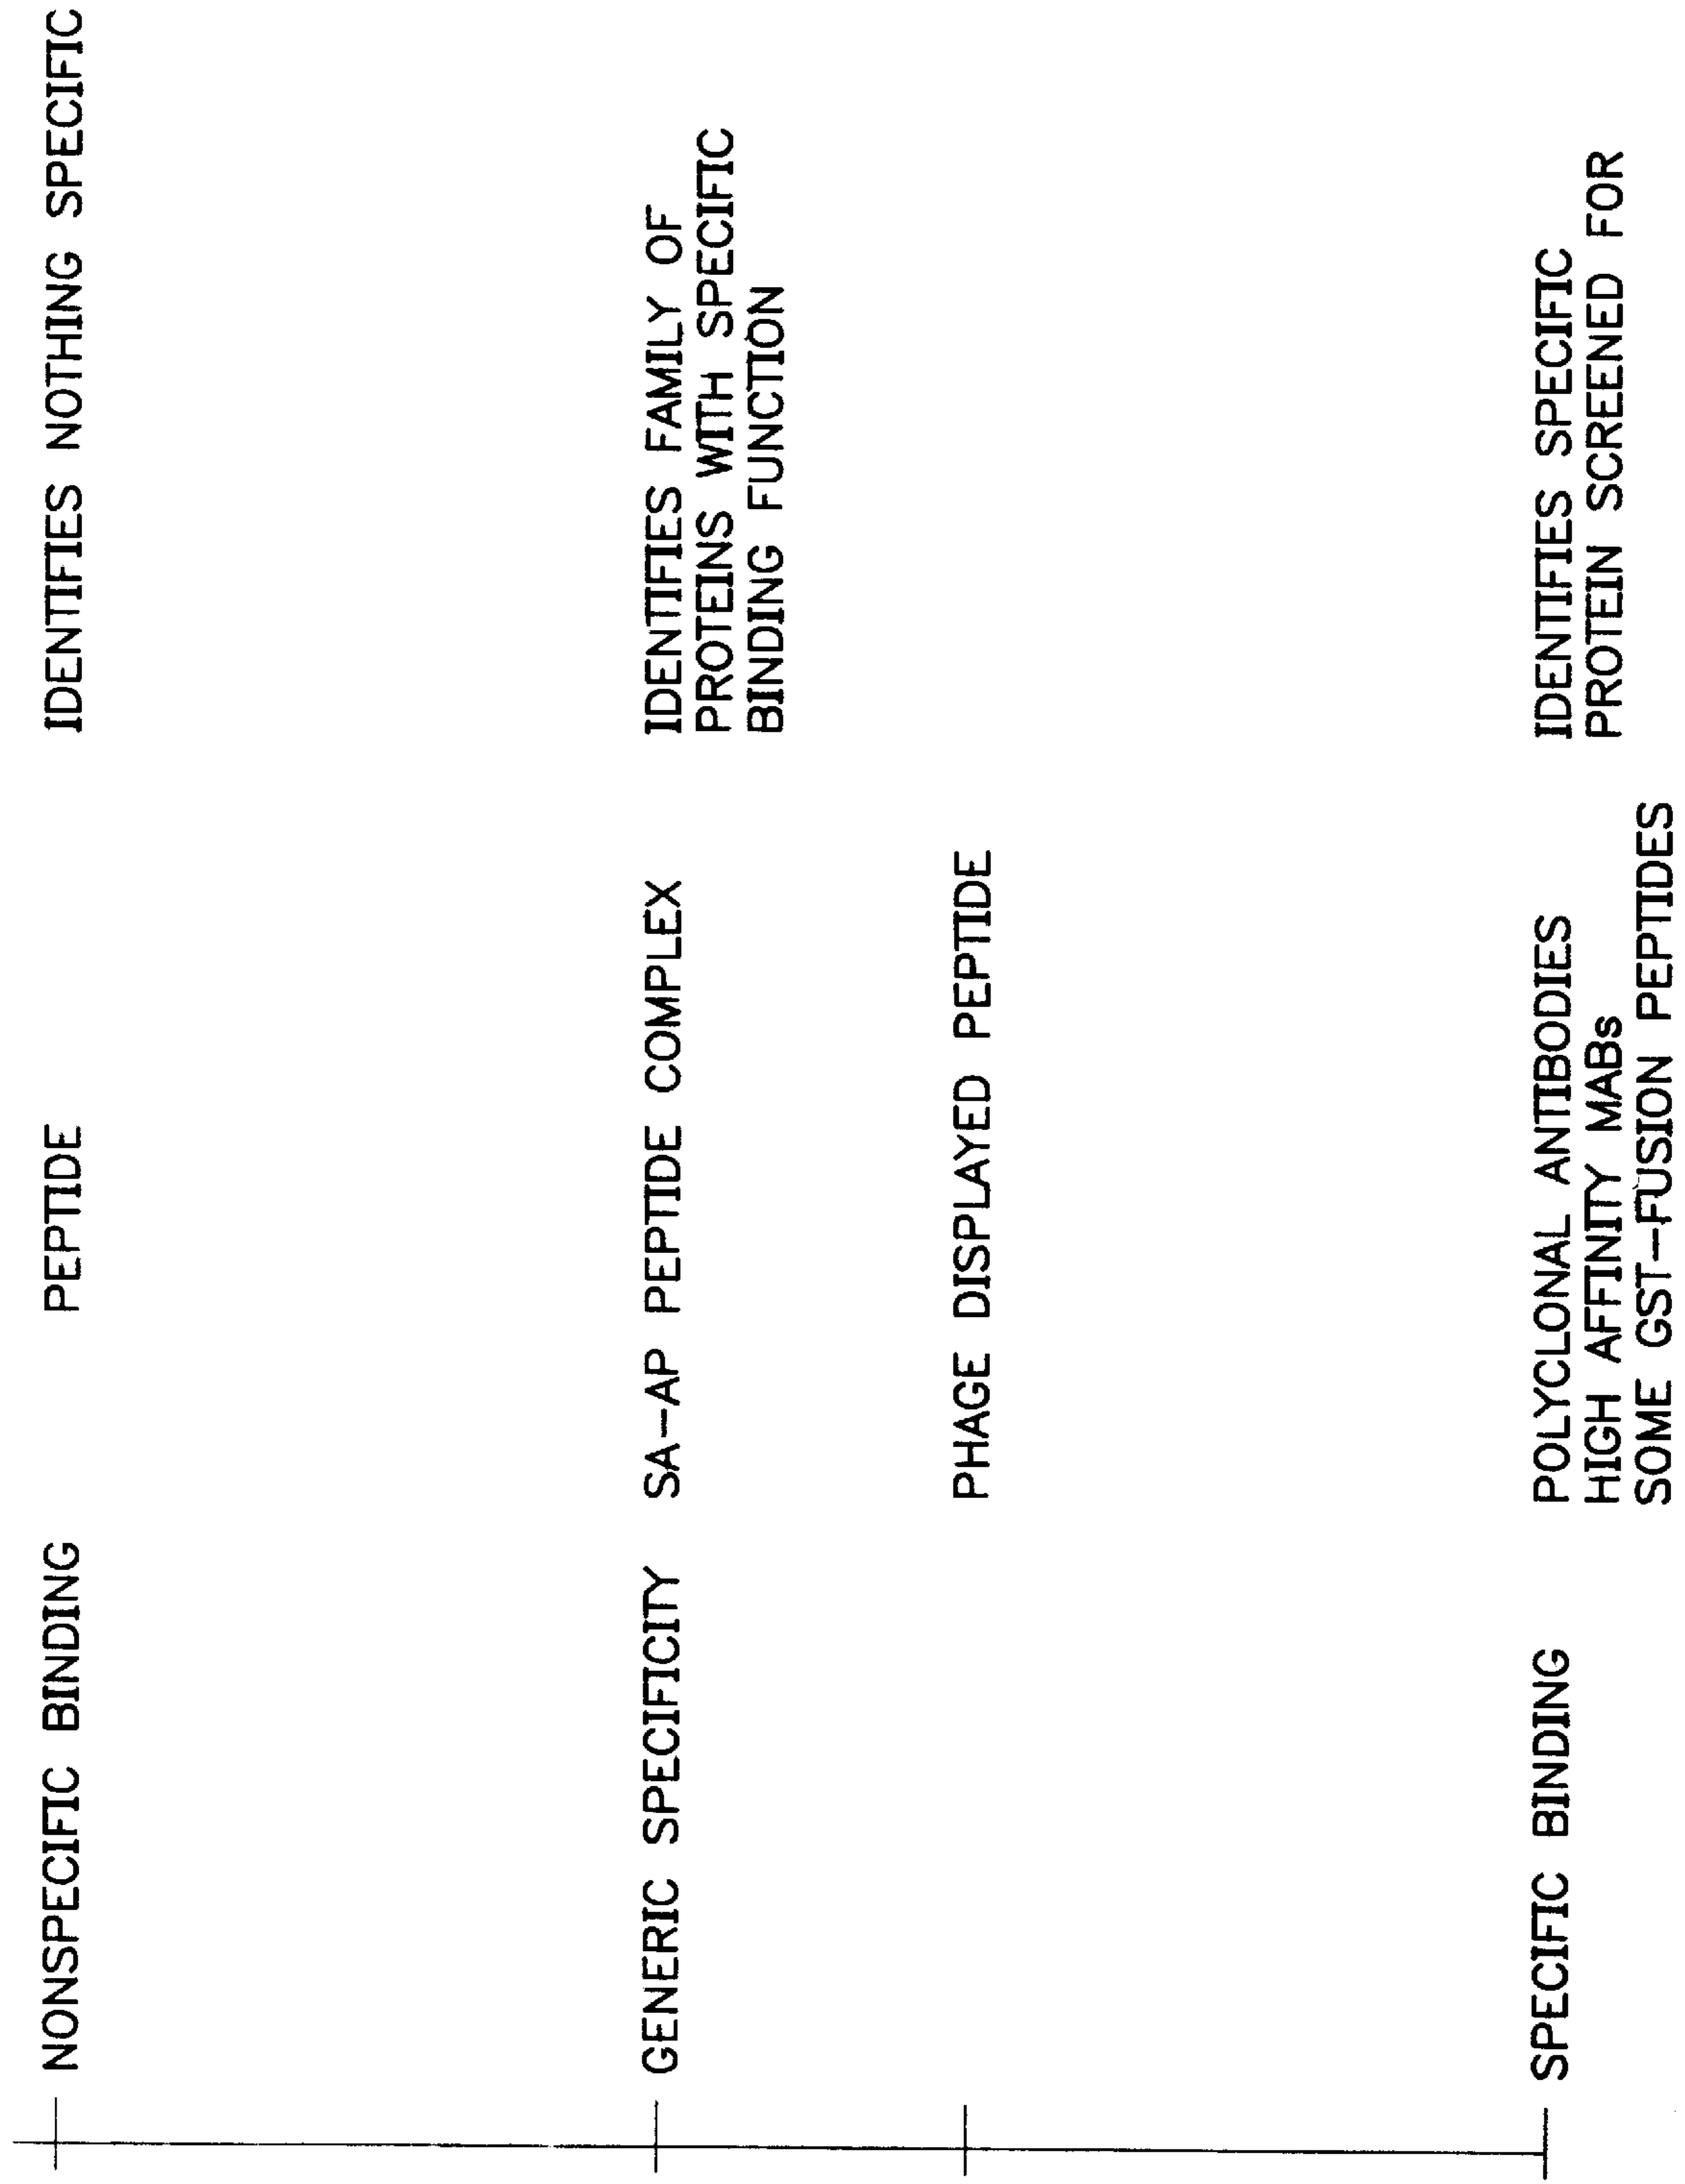 NONSPECIFIC BINDING PEPTIDE IDENTIFIES NOTHING SPECIFIC
GENERIC SPECIFICITY SA-AP PEPTIDE COMPLEX IDENTIFIES FAMILY OF
PROTEINS WITH SPECIFIC
BINDING FUNCTION
PHAGE DISPLAYED PEPTIDE
SPECIFIC BINDING POLYCLONAL ANTIBODIES IDENTIFIES SPECIFIC
HIGH AFFINITY MABs PROTEIN SCREENED FOR
SOME GST-FUSION PEPTIDES